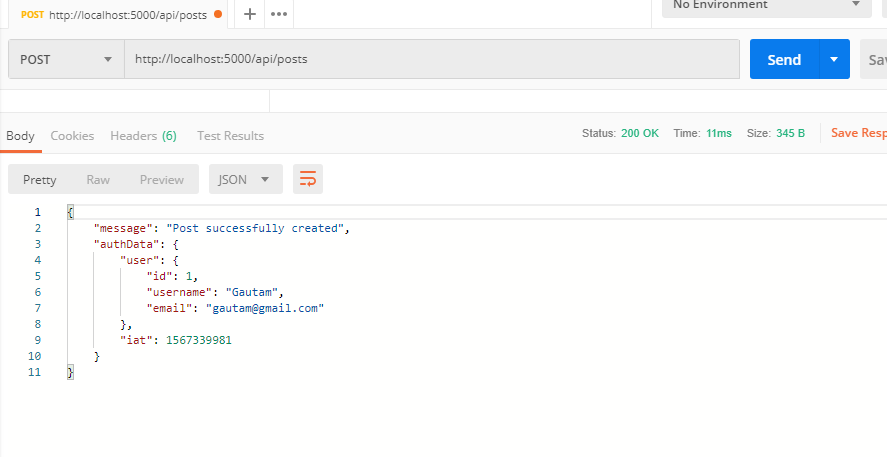 No Environment
POST http://localhost:5000/api/posts
POST http://localhost:5000/api/posts Send Sav
Body Cookies Headers (6) Test Results Status: 200 OK Time: 11ms Size: 345 B Save Resp
Pretty Raw Preview JSON
1 {
2 "message": "Post successfully created",
3 "authData": {
4 "user": {
5 "id": 1,
6 "username": "Gautam",
7 "email": "gautam@gmail.com"
8 },
9 "iat": 1567339981
10 }
11 }